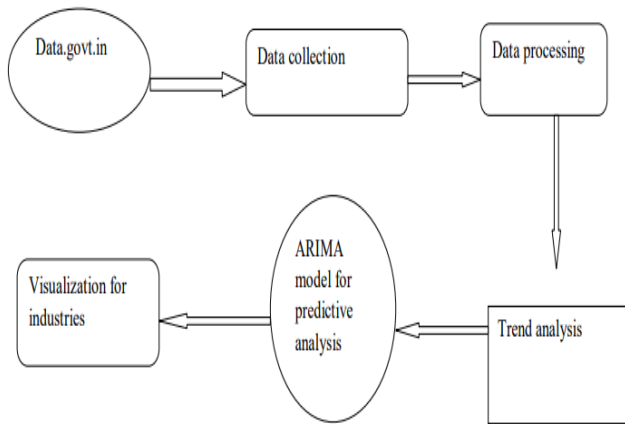 Data.govt.in
Data collection
Data processing
Trend analysis
ARIMA
model for
predictive
analysis
Visualization for
industries